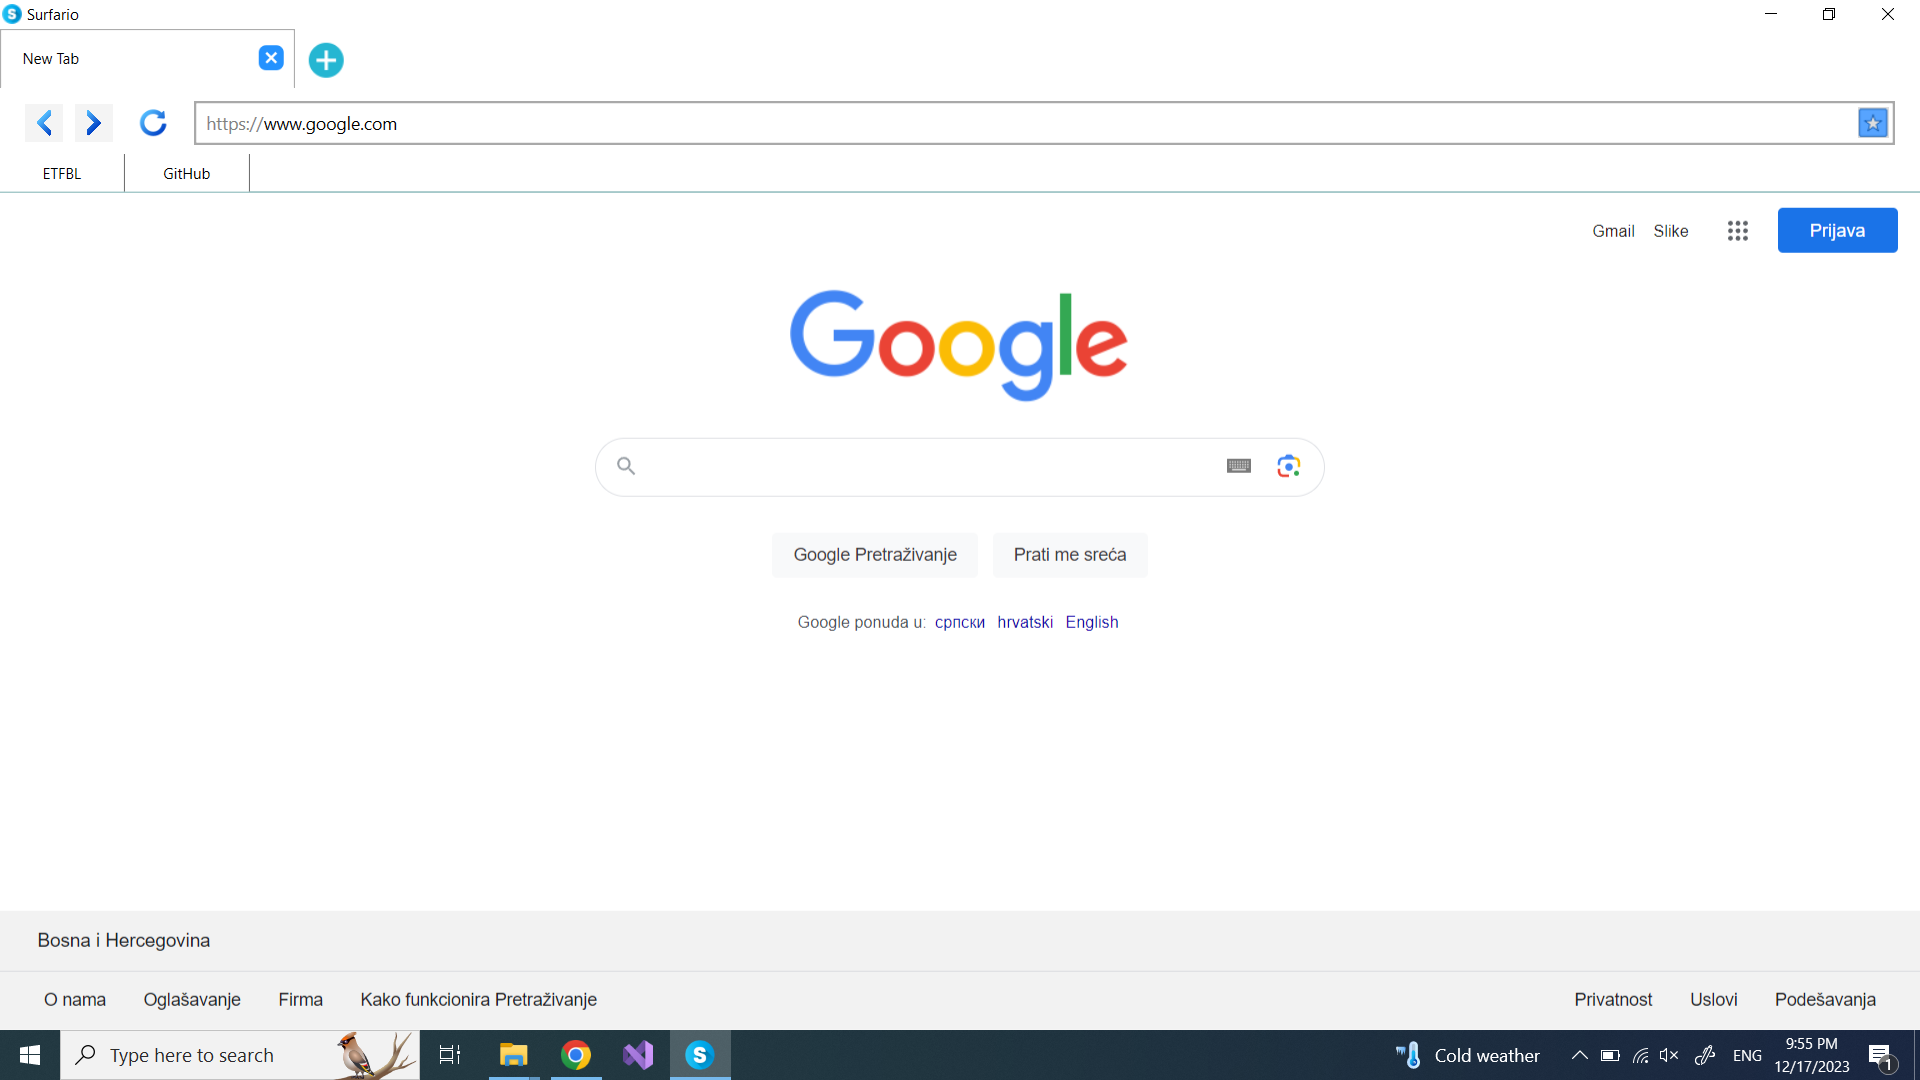 Surfario
New Tab
https://www.google.com
ETFBL GitHub
Gmail Slike Prijava
Google
Google Pretraživanje Prati me sreća
Google ponuda u: српски hrvatski English
Bosna i Hercegovina
O nama Oglašavanje Firma Kako funkcionira Pretraživanje Privatnost Uslovi Podešavanja
Type here to search Cold weather ENG 9:55 PM
12/17/2023
1